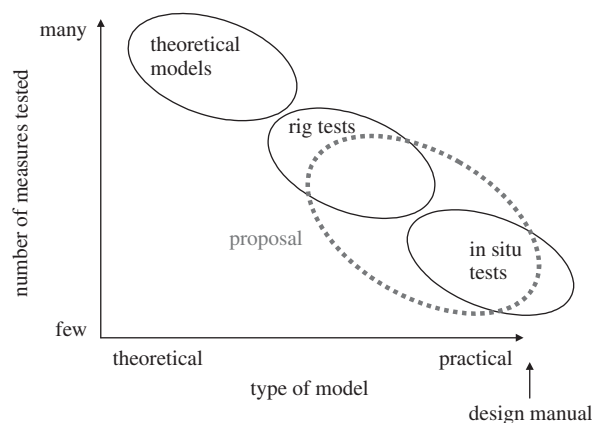 many
theoretical
models
rig tests
number of measures tested
proposal
in situ
tests
few
theoretical
practical
type of model
design manual